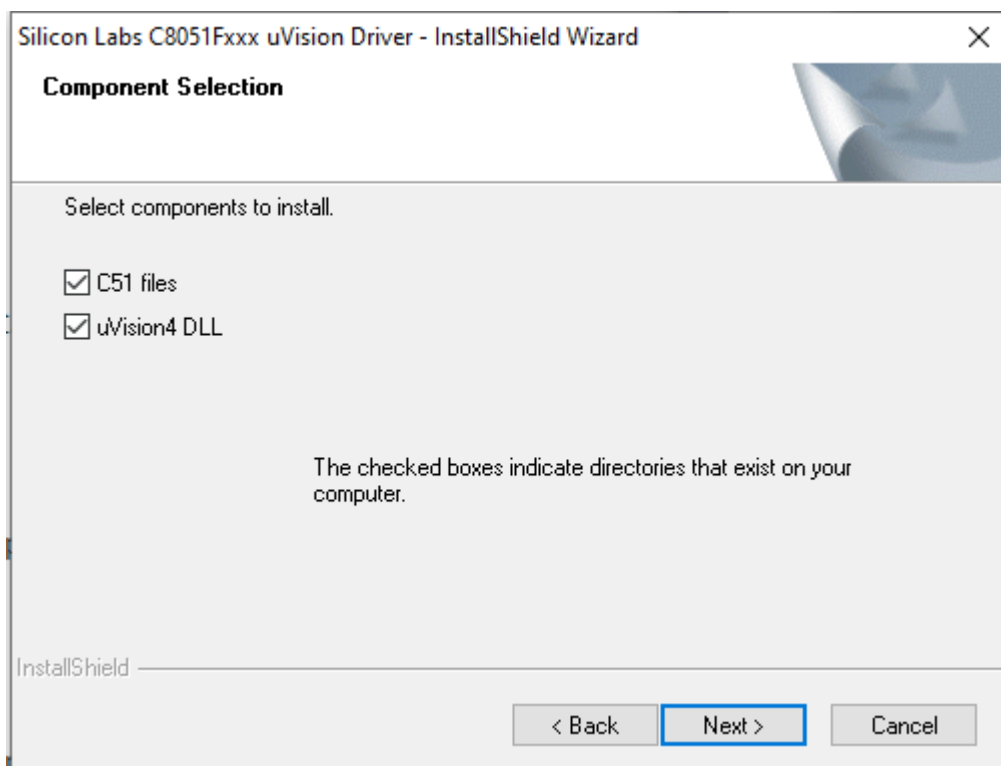 Silicon Labs C8051Fxxx uVision Driver - InstallShield Wizard
Component Selection
Select components to install.
C51 files
uVision4 DLL
The checked boxes indicate directories that exist on your
computer.
InstallShield
< Back
Next >
Cancel